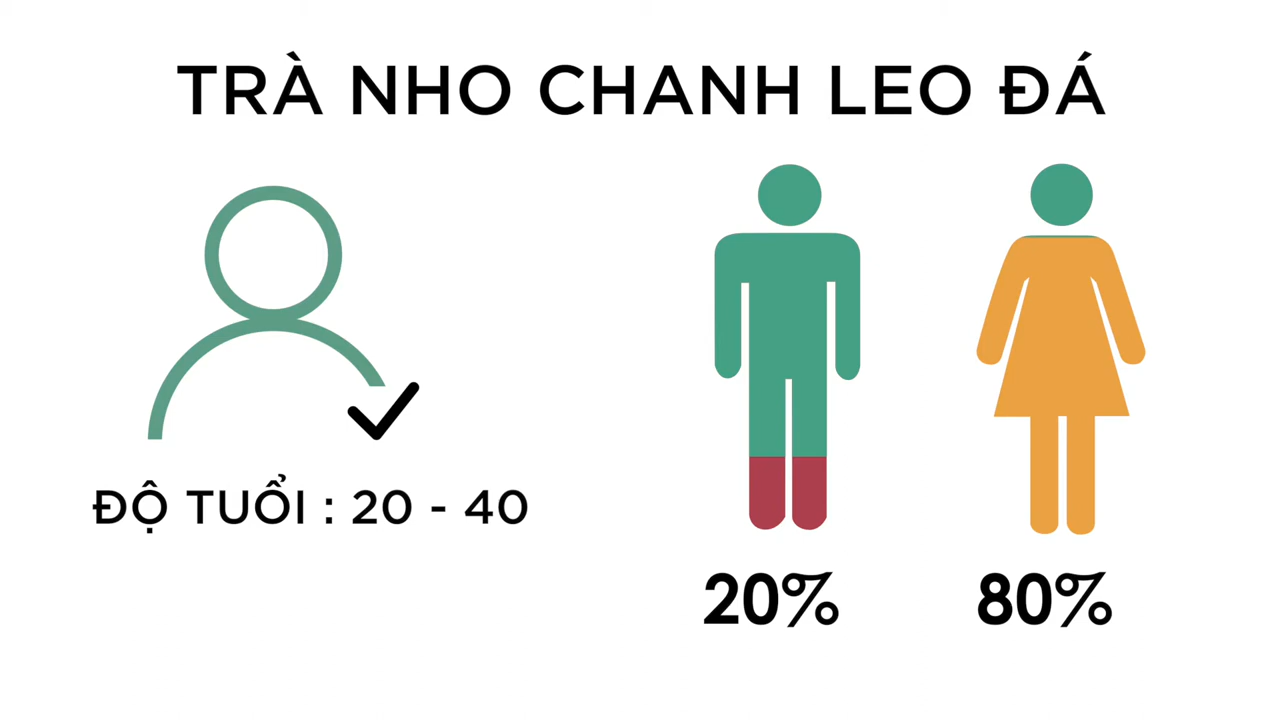 TRÀ NHO CHANH LEO ĐÁ
ĐỘ TUỔI : 20 - 40
20%
80%